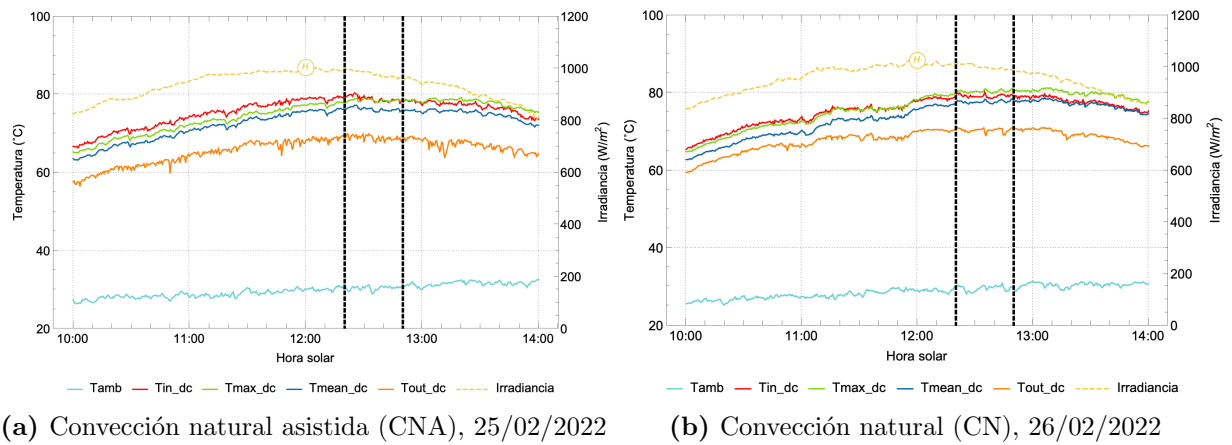 100
80
60
40
20
Temperatura (°C)
1200
1000
800
600
400
200
0
Irradiancia (W/m²)
H
10:00 11:00 12:00 13:00 14:00
Hora solar
Tamb Tin_dc Tmax_dc Tmean_dc Tout_dc Irradiancia
(a) Convección natural asistida (CNA), 25/02/2022
100
80
60
40
20
Temperatura (°C)
1200
1000
800
600
400
200
0
Irradiancia (W/m²)
H
10:00 11:00 12:00 13:00 14:00
Hora solar
Tamb Tin_dc Tmax_dc Tmean_dc Tout_dc Irradiancia
(b) Convección natural (CN), 26/02/2022